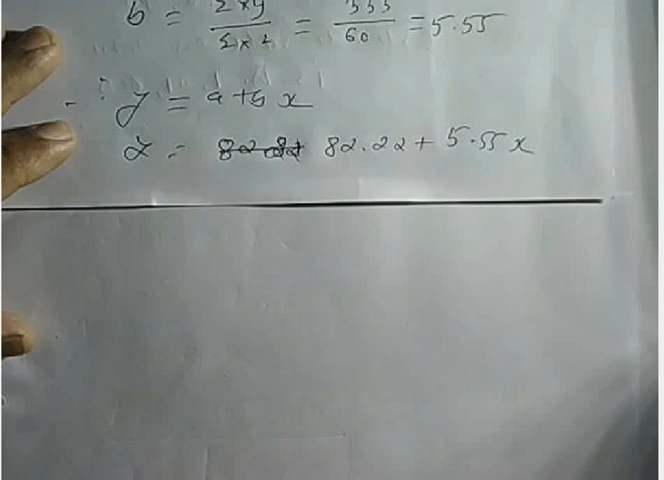 b = Σxy / Σx2 = 333 / 60 = 5.55
∴ y = a + b x
y = 82.22 + 5.55 x